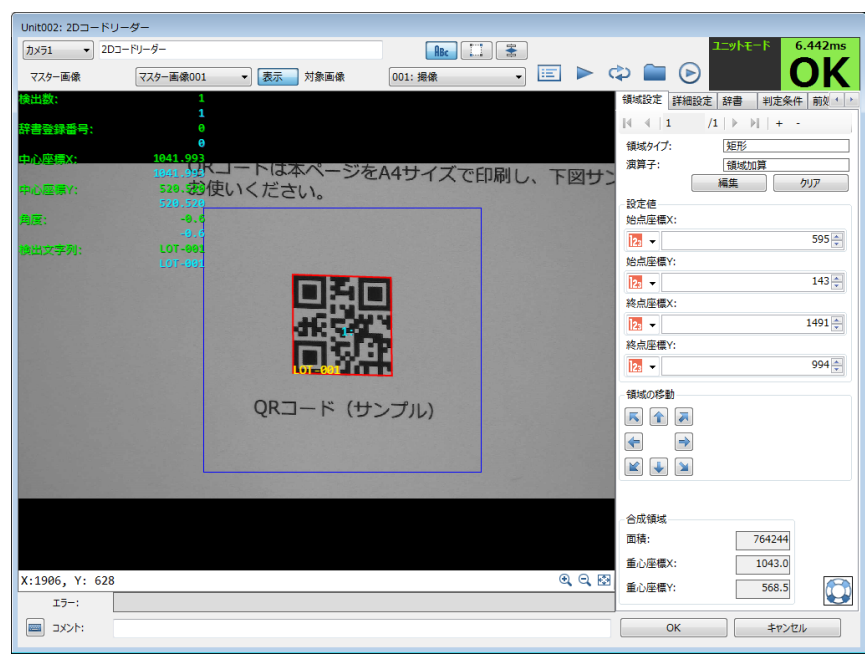 Unit002: 2Dコードリーダー
カメラ1
2Dコードリーダー
ABC
ユニットモード
6.442ms
OK
マスター画像
マスター画像001
表示
対象画像
001: 撮像
検出数: 1
1
辞書登録番号: 0
0
中心座標X: 1041.993
1041.993
中心座標Y: 520.520
520.520
角度: -0.6
-0.6
検出文字列: LOT-001
LOT-001
QRコードは本ページをA4サイズで印刷し、下図サン
お使いください。
1
LOT-001
QRコード(サンプル)
X:1906, Y: 628
エラー:
コメント:
領域設定
詳細設定
辞書
判定条件
前処
1 /1 + -
領域タイプ: 矩形
演算子: 領域加算
編集
クリア
設定値
始点座標X:
123 595
始点座標Y:
123 143
終点座標X:
123 1491
終点座標Y:
123 994
領域の移動
合成領域
面積: 764244
重心座標X: 1043.0
重心座標Y: 568.5
OK
キャンセル